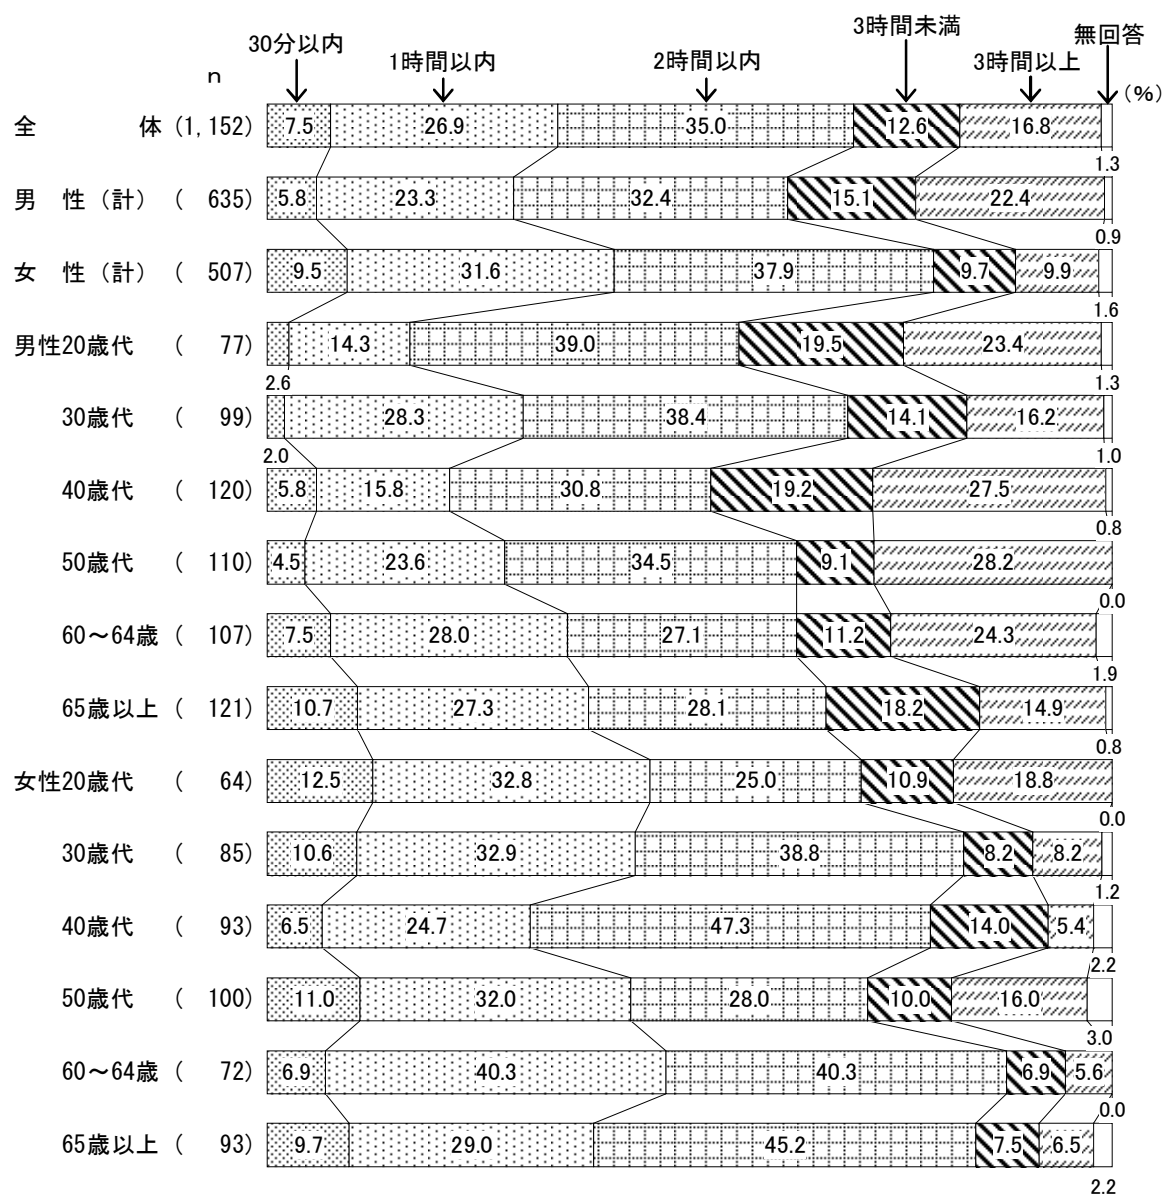 3時間未満
30分以内 無回答
1時間以内 2時間以内 3時間以上
n
(%)
全 体 (1,152) 7.5 26.9 35.0 12.6 16.8
1.3
男 性 (計) ( 635) 5.8 23.3 32.4 15.1 22.4
0.9
女 性 (計) ( 507) 9.5 31.6 37.9 9.7 9.9
1.6
男性20歳代 ( 77) 14.3 39.0 19.5 23.4
2.6 1.3
30歳代 ( 99) 28.3 38.4 14.1 16.2
2.0 1.0
40歳代 ( 120) 5.8 15.8 30.8 19.2 27.5
0.8
50歳代 ( 110) 4.5 23.6 34.5 9.1 28.2
0.0
60～64歳 ( 107) 7.5 28.0 27.1 11.2 24.3
1.9
65歳以上 ( 121) 10.7 27.3 28.1 18.2 14.9
0.8
女性20歳代 ( 64) 12.5 32.8 25.0 10.9 18.8
0.0
30歳代 ( 85) 10.6 32.9 38.8 8.2 8.2
1.2
40歳代 ( 93) 6.5 24.7 47.3 14.0 5.4
2.2
50歳代 ( 100) 11.0 32.0 28.0 10.0 16.0
3.0
60～64歳 ( 72) 6.9 40.3 40.3 6.9 5.6
0.0
65歳以上 ( 93) 9.7 29.0 45.2 7.5 6.5
2.2